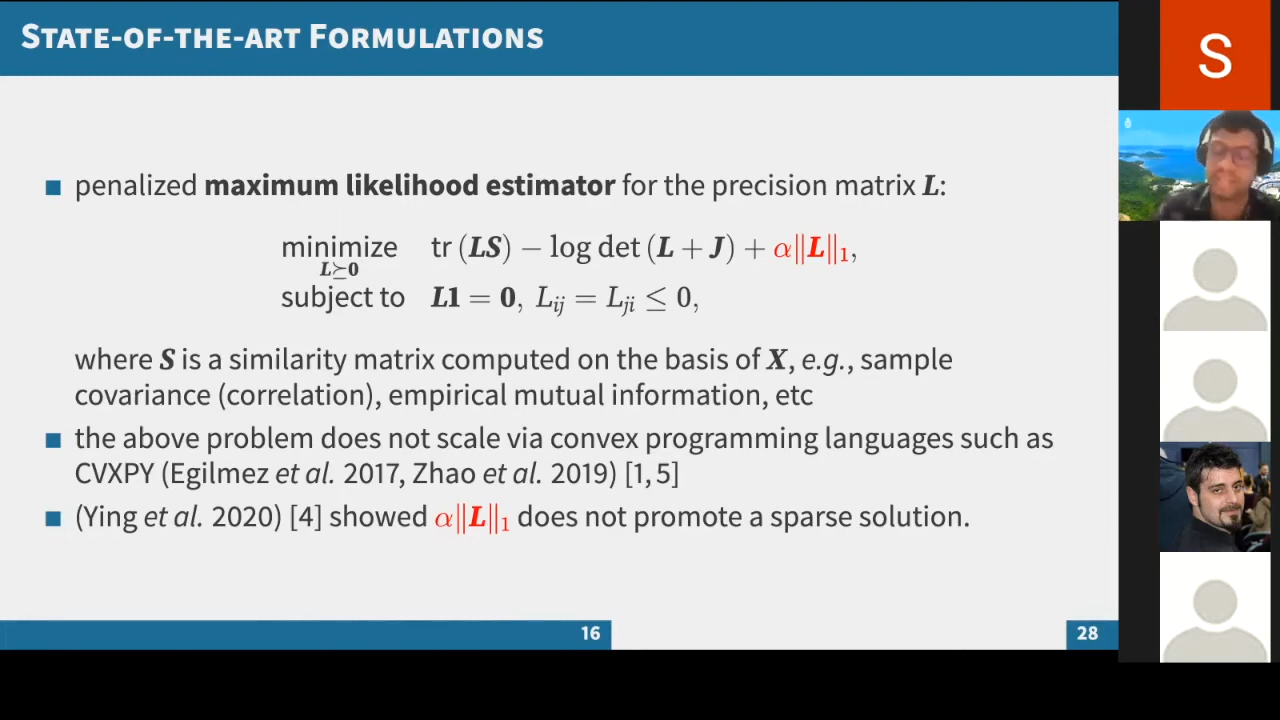 STATE-OF-THE-ART FORMULATIONS
S
■ penalized maximum likelihood estimator for the precision matrix L:
minimize tr (LS) − log det (L + J) + α‖L‖₁,
L⪰0
subject to L1 = 0, Lᵢⱼ = Lⱼᵢ ≤ 0,
where S is a similarity matrix computed on the basis of X, e.g., sample
covariance (correlation), empirical mutual information, etc
■ the above problem does not scale via convex programming languages such as
CVXPY (Egilmez et al. 2017, Zhao et al. 2019) [1, 5]
■ (Ying et al. 2020) [4] showed α‖L‖₁ does not promote a sparse solution.
16
28